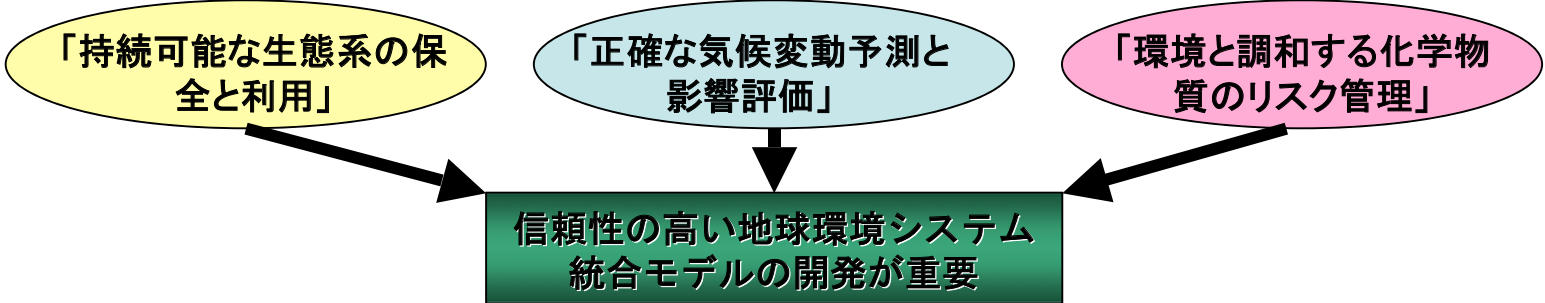 「持続可能な生態系の保
全と利用」
「正確な気候変動予測と
影響評価」
「環境と調和する化学物
質のリスク管理」
信頼性の高い地球環境システム
統合モデルの開発が重要